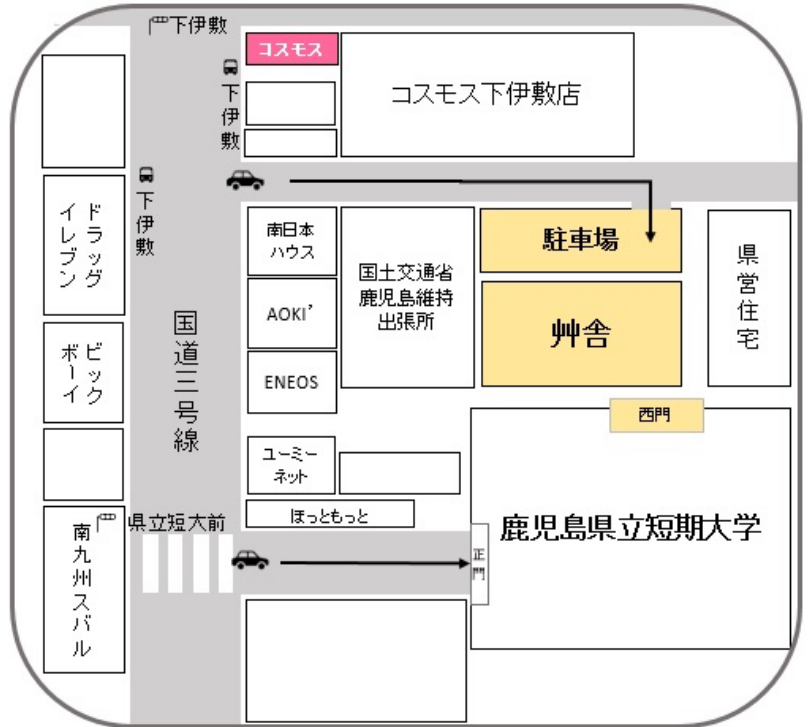 下伊敷
コスモス
コスモス下伊敷店
下伊敷
下伊敷
ドラッグ
イレブン
南日本
ハウス
国土交通省
鹿児島維持
出張所
駐車場
県営住宅
AOKI’
艸舎
国道三号線
ビック
ボーイ
ENEOS
西門
ユーミー
ネット
ほっともっと
県立短大前
鹿児島県立短期大学
正門
南九州スバル